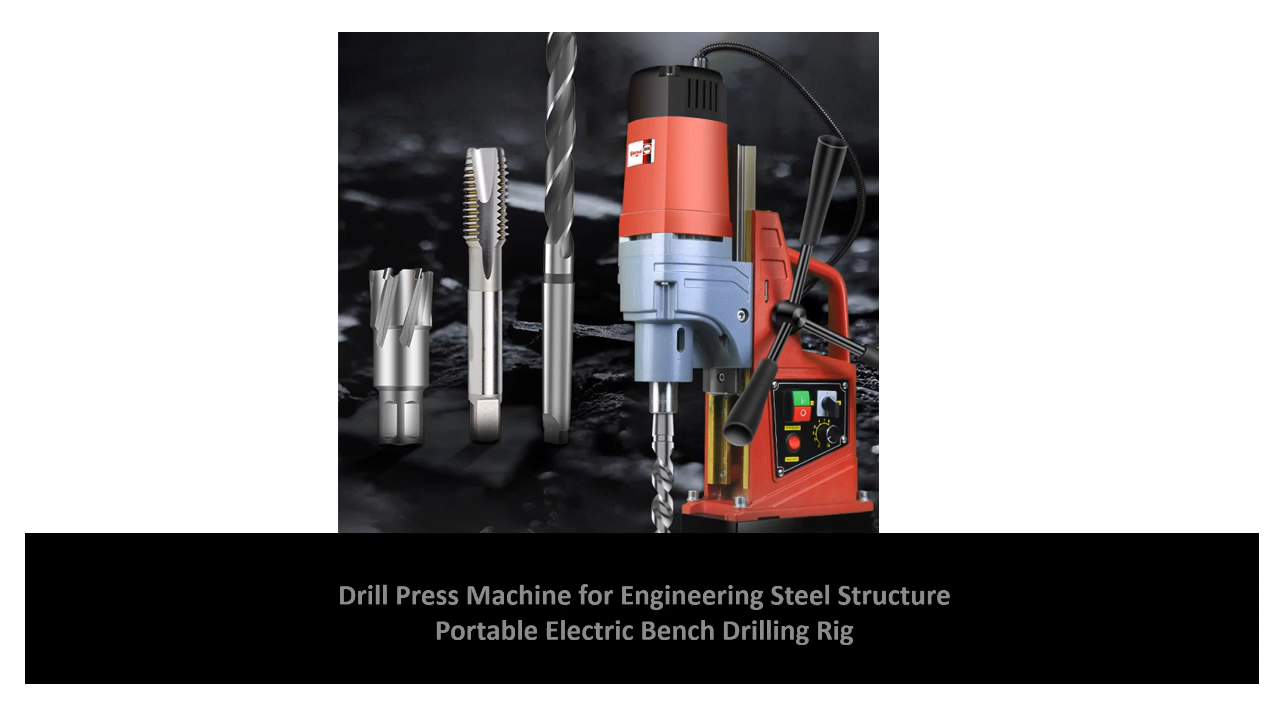 Drill Press Machine for Engineering Steel Structure
Portable Electric Bench Drilling Rig